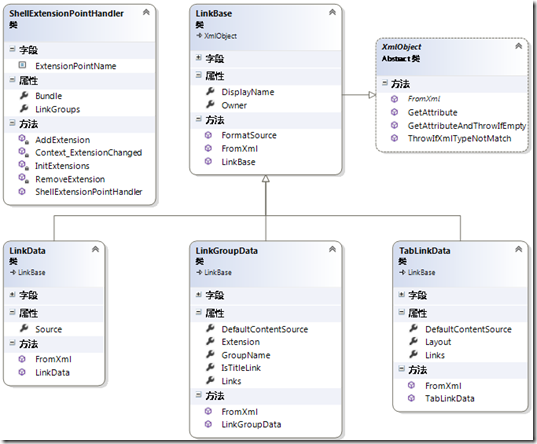 ShellExtensionPointHandler
类
字段
ExtensionPointName
属性
Bundle
LinkGroups
方法
AddExtension
Context_ExtensionChanged
InitExtensions
RemoveExtension
ShellExtensionPointHandler
LinkBase
类
XmlObject
字段
属性
DisplayName
Owner
方法
FormatSource
FromXml
LinkBase
XmlObject
Abstract 类
方法
FromXml
GetAttribute
GetAttributeAndThrowIfEmpty
ThrowIfXmlTypeNotMatch
LinkData
类
LinkBase
字段
属性
Source
方法
FromXml
LinkData
LinkGroupData
类
LinkBase
字段
属性
DefaultContentSource
Extension
GroupName
IsTitleLink
Links
方法
FromXml
LinkGroupData
TabLinkData
类
LinkBase
字段
属性
DefaultContentSource
Layout
Links
方法
FromXml
TabLinkData